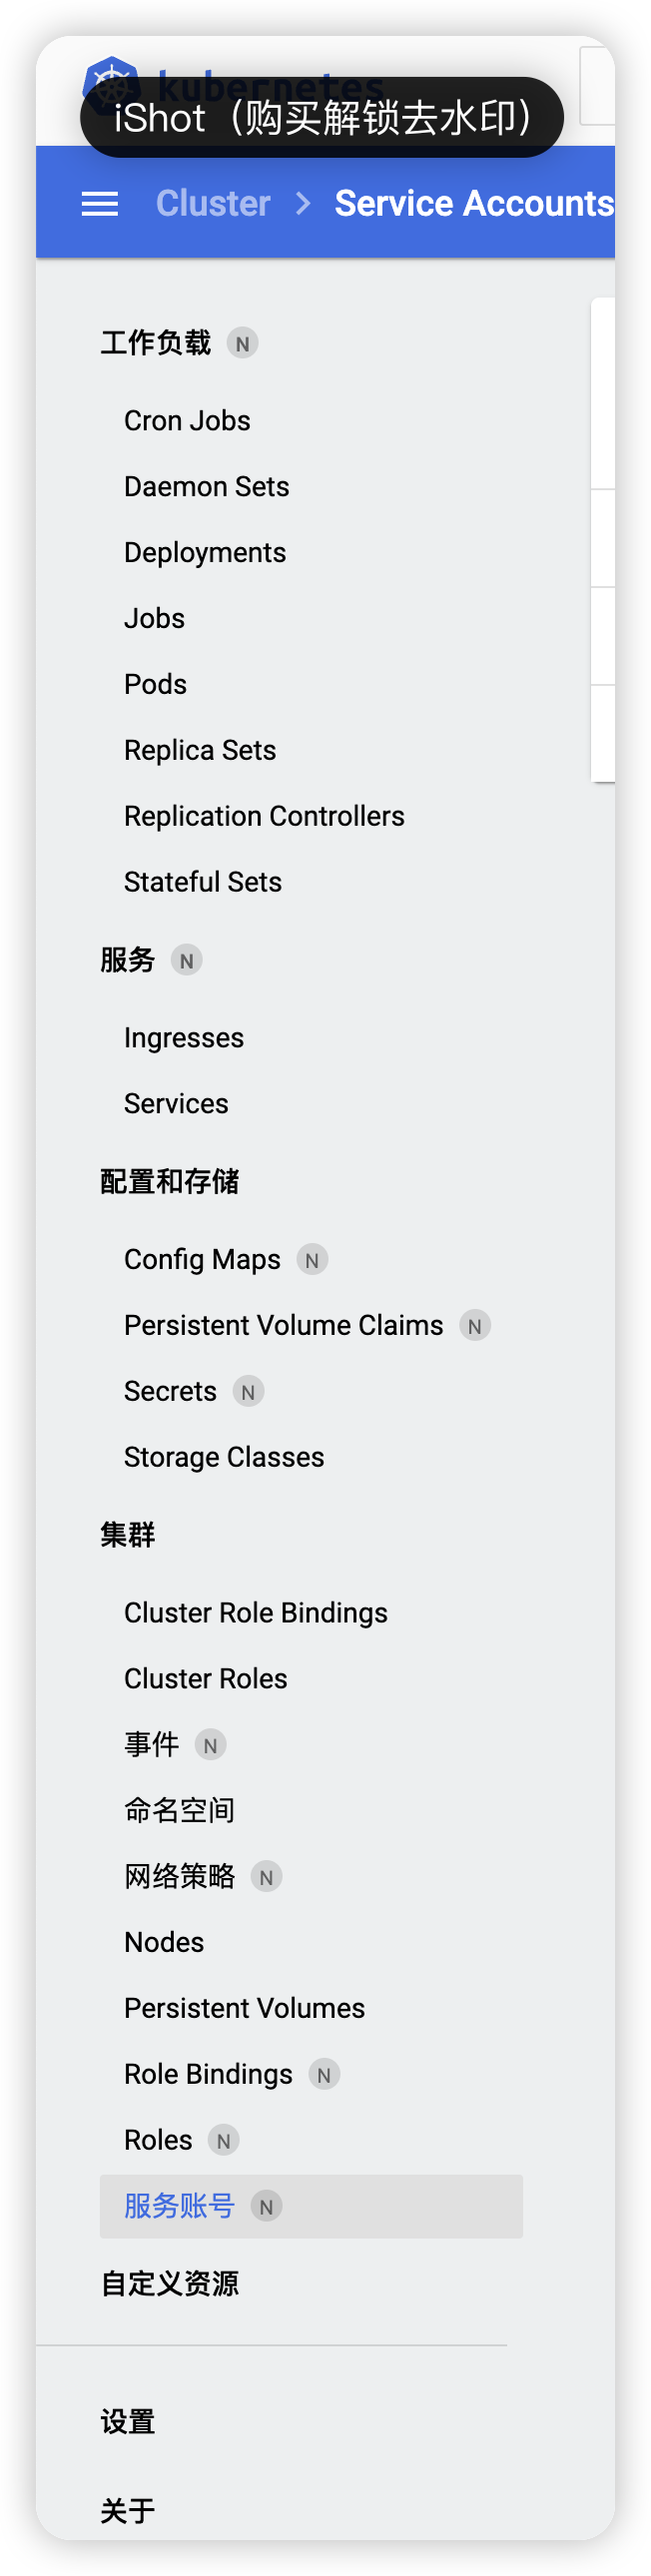 kubernetes
iShot（购买解锁去水印）
Cluster > Service Accounts
工作负载 N
Cron Jobs
Daemon Sets
Deployments
Jobs
Pods
Replica Sets
Replication Controllers
Stateful Sets
服务 N
Ingresses
Services
配置和存储
Config Maps N
Persistent Volume Claims N
Secrets N
Storage Classes
集群
Cluster Role Bindings
Cluster Roles
事件 N
命名空间
网络策略 N
Nodes
Persistent Volumes
Role Bindings N
Roles N
服务账号 N
自定义资源
设置
关于